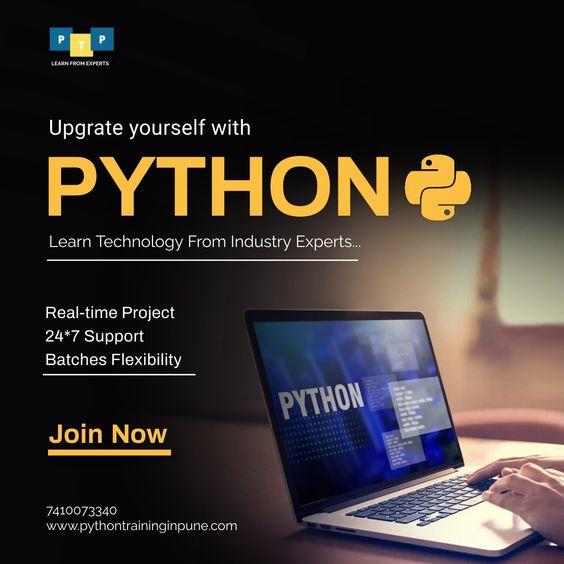 P T P
LEARN FROM EXPERTS
Upgrate yourself with
PYTHON
Learn Technology From Industry Experts...
Real-time Project
24*7 Support
Batches Flexibility
PYTHON
Join Now
7410073340
www.pythontraininginpune.com